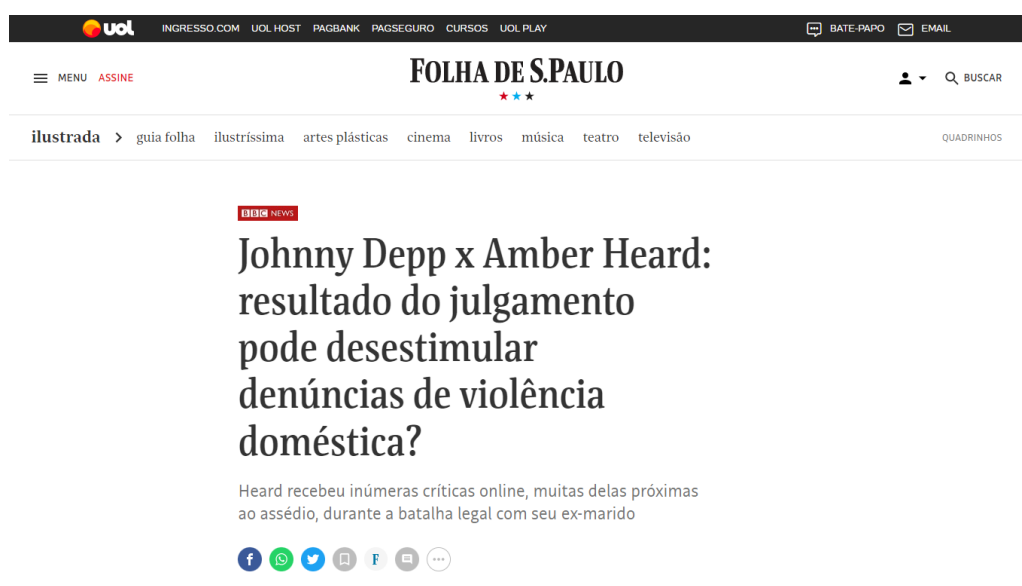 uol INGRESSO.COM UOL HOST PAGBANK PAGSEGURO CURSOS UOL PLAY BATE-PAPO EMAIL
MENU ASSINE FOLHA DE S.PAULO BUSCAR
ilustrada > guia folha ilustríssima artes plásticas cinema livros música teatro televisão QUADRINHOS
BBC NEWS
Johnny Depp x Amber Heard:
resultado do julgamento
pode desestimular
denúncias de violência
doméstica?
Heard recebeu inúmeras críticas online, muitas delas próximas
ao assédio, durante a batalha legal com seu ex-marido
f F